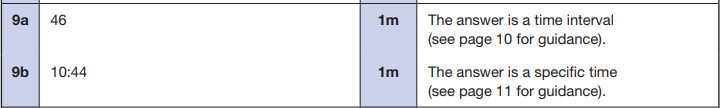 9a 46 1m The answer is a time interval
(see page 10 for guidance).
9b 10:44 1m The answer is a specific time
(see page 11 for guidance).